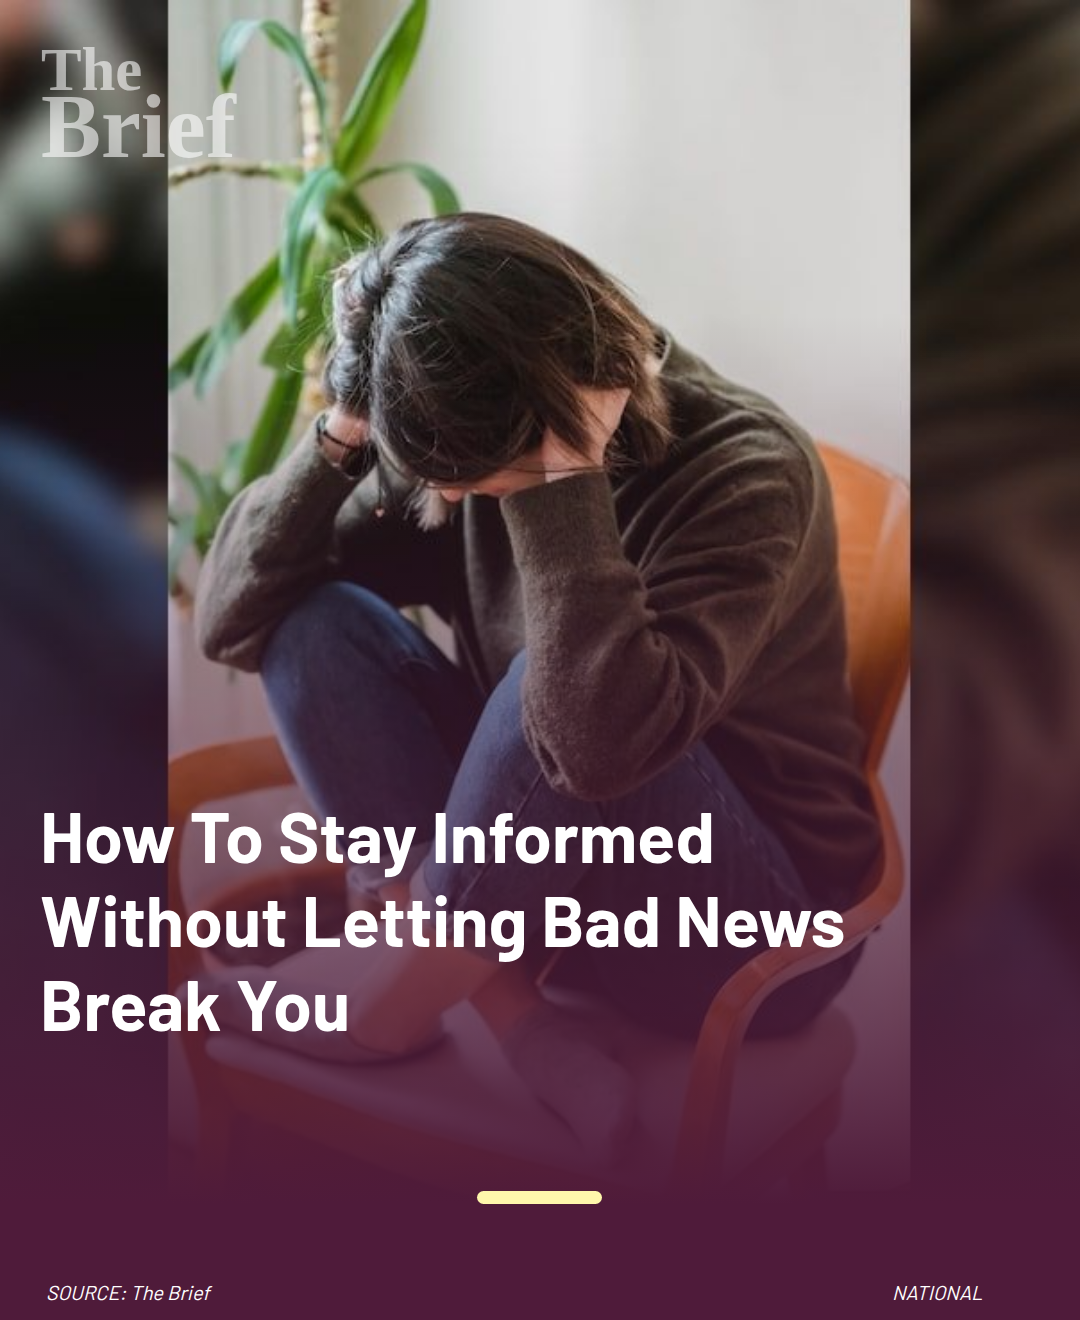 The
Brief
How To Stay Informed
Without Letting Bad News
Break You
SOURCE: The Brief
NATIONAL